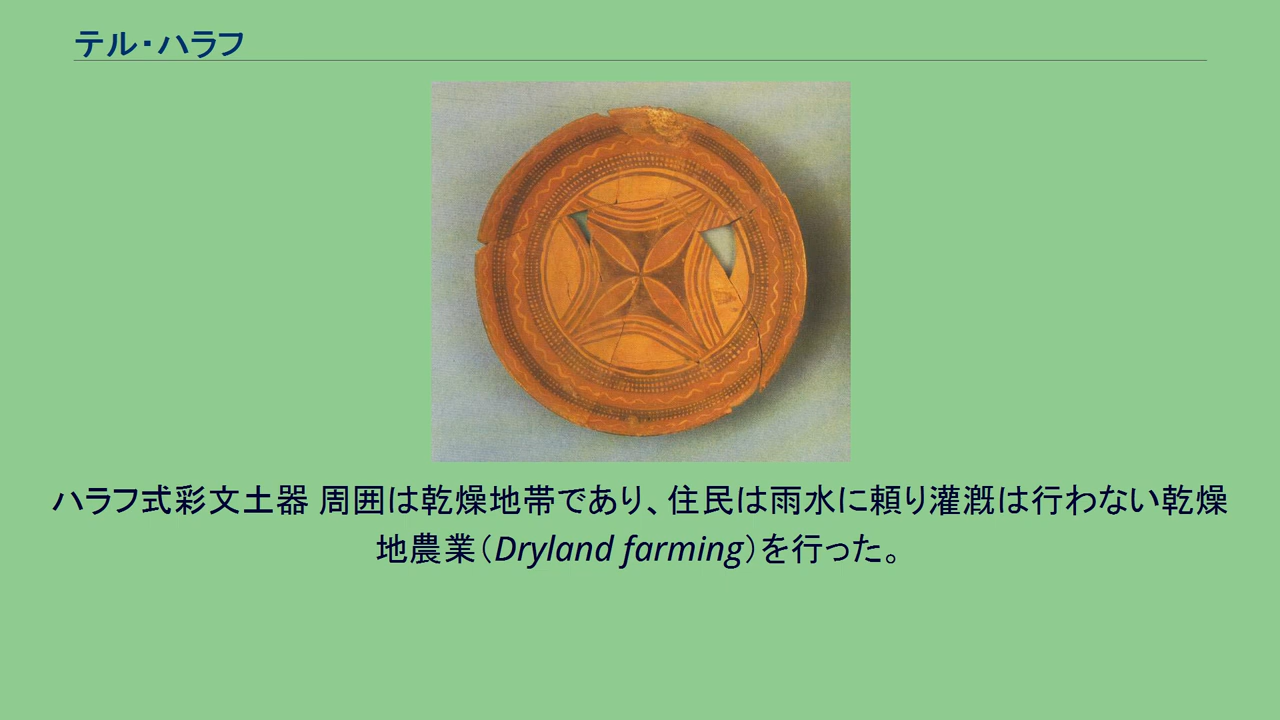 テル・ハラフ
ハラフ式彩文土器 周囲は乾燥地帯であり、住民は雨水に頼り灌漑は行わない乾燥
地農業（Dryland farming）を行った。